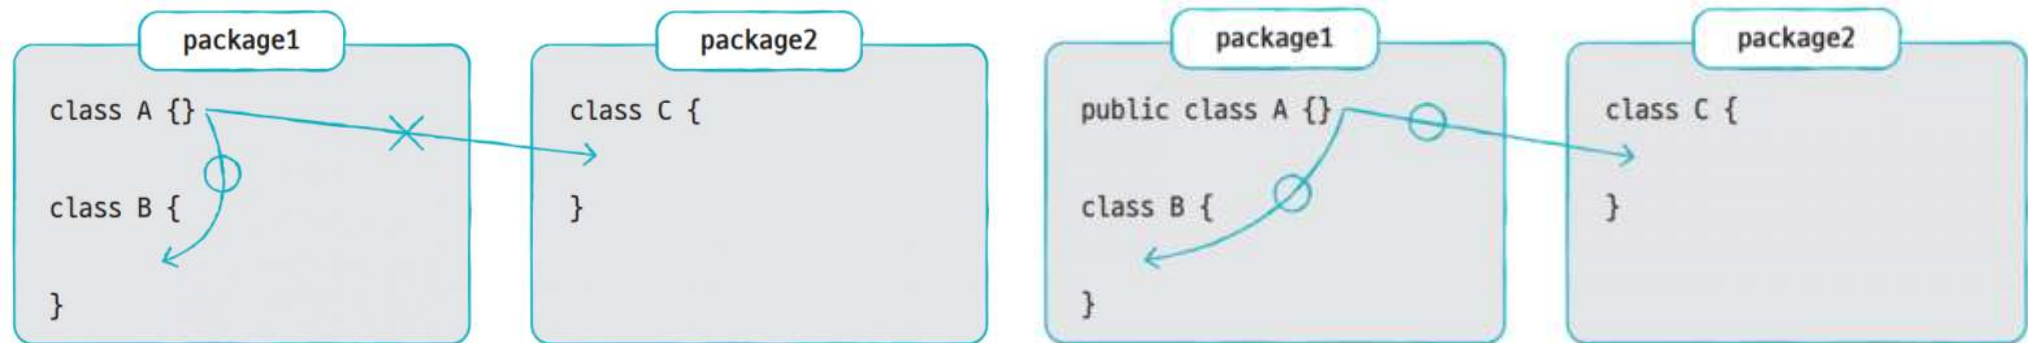 package1
class A {}
class B {
}
package2
class C {
}
package1
public class A {}
class B {
}
package2
class C {
}